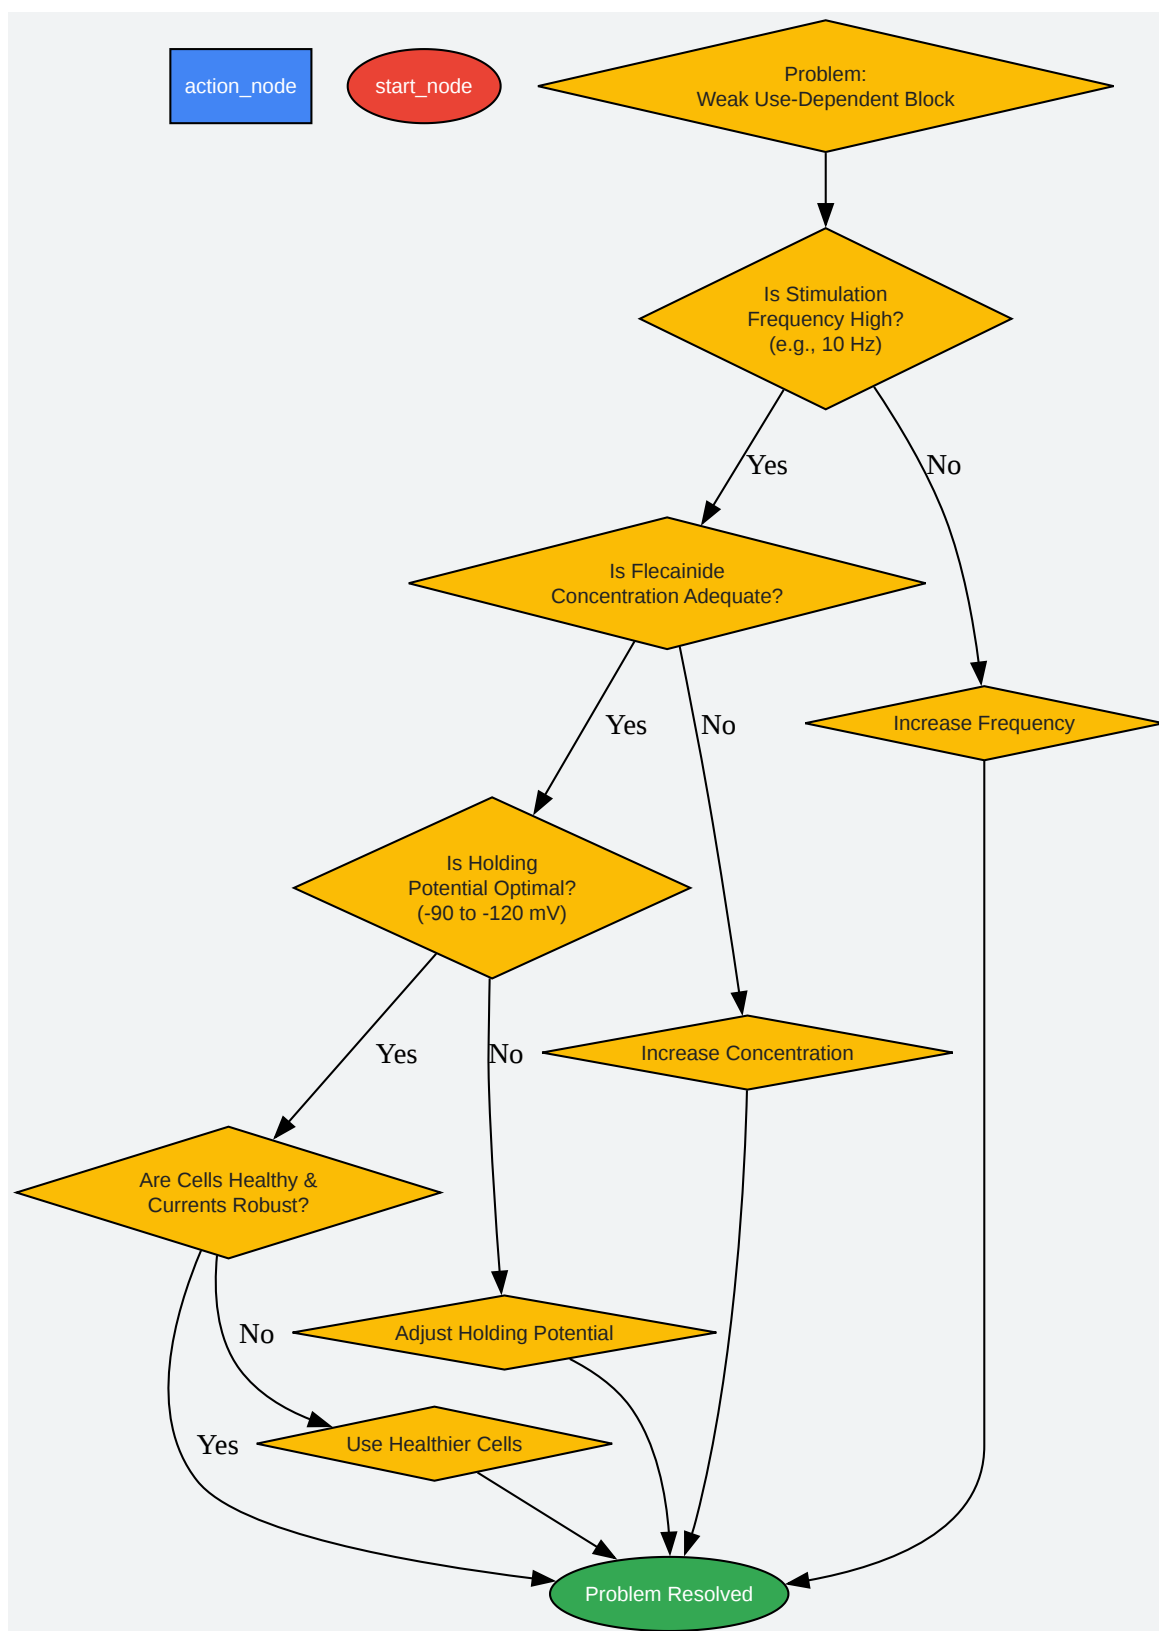 action_node
start_node
Problem:
Weak Use-Dependent Block
Is Stimulation
Frequency High?
(e.g., 10 Hz)
Yes
No
Is Flecainide
Concentration Adequate?
Increase Frequency
Yes
No
Is Holding
Potential Optimal?
(-90 to -120 mV)
Yes
No
Increase Concentration
Are Cells Healthy &
Currents Robust?
No
Adjust Holding Potential
Yes
Use Healthier Cells
Problem Resolved